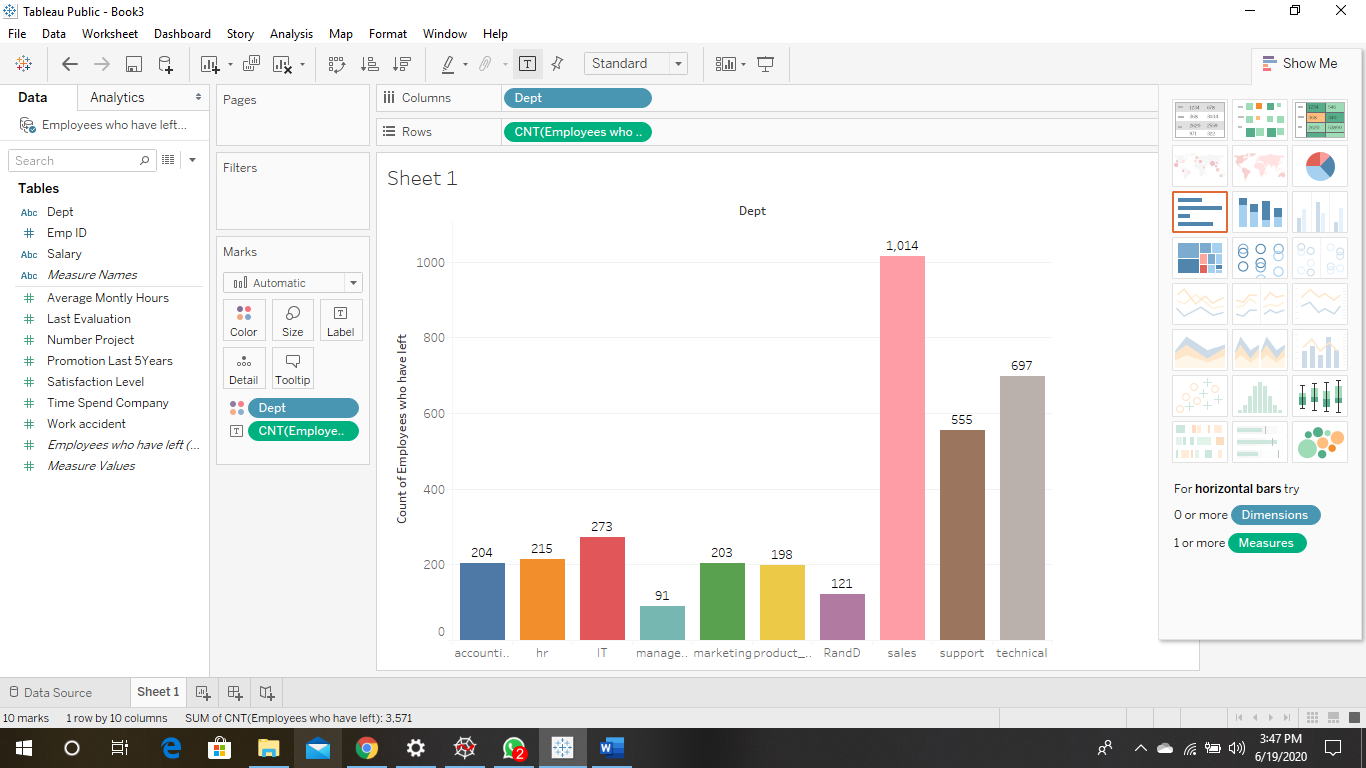 Tableau Public - Book3
File Data Worksheet Dashboard Story Analysis Map Format Window Help
Standard
Show Me
Data Analytics
Employees who have left...
Search
Tables
Abc Dept
# Emp ID
Abc Salary
Abc Measure Names
# Average Montly Hours
# Last Evaluation
# Number Project
# Promotion Last 5Years
# Satisfaction Level
# Time Spend Company
# Work accident
# Employees who have left (...
# Measure Values
Pages
Filters
Marks
Automatic
Color Size Label
Detail Tooltip
Dept
CNT(Employe..
Columns Dept
Rows CNT(Employees who ..
Sheet 1
Dept
Count of Employees who have left
1000
800
600
400
200
0
204 215 273 91 203 198 121 1,014 555 697
accounti.. hr IT manage.. marketing product_.. RandD sales support technical
For horizontal bars try
0 or more Dimensions
1 or more Measures
Data Source Sheet 1
10 marks 1 row by 10 columns SUM of CNT(Employees who have left): 3,571
2
3:47 PM
6/19/2020